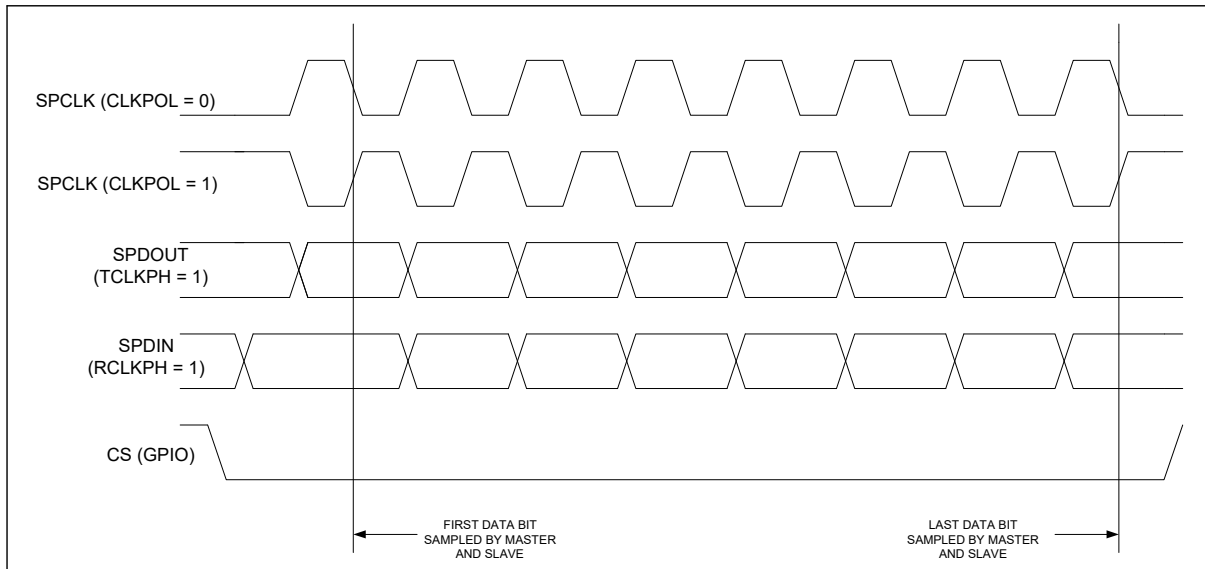 SPCLK (CLKPOL = 0)
SPCLK (CLKPOL = 1)
SPDOUT
(TCLKPH = 1)
SPDIN
(RCLKPH = 1)
CS (GPIO)
FIRST DATA BIT
SAMPLED BY MASTER
AND SLAVE
LAST DATA BIT
SAMPLED BY MASTER
AND SLAVE